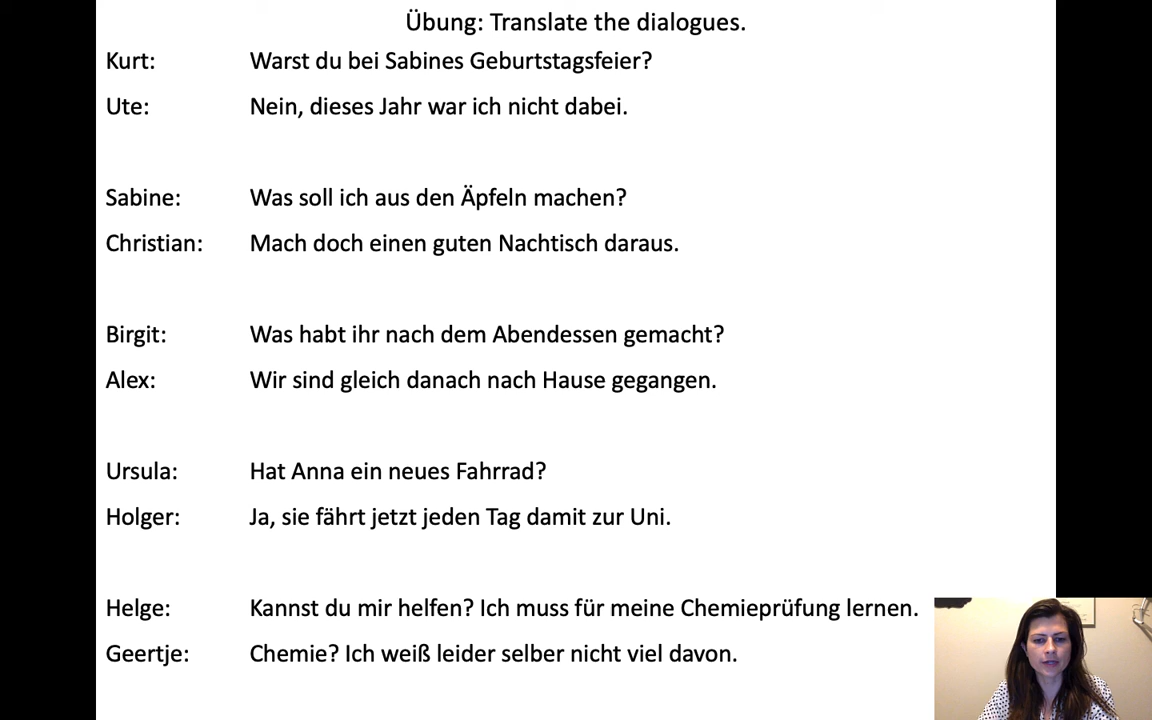 Übung: Translate the dialogues.
Kurt: Warst du bei Sabines Geburtstagsfeier?
Ute: Nein, dieses Jahr war ich nicht dabei.
Sabine: Was soll ich aus den Äpfeln machen?
Christian: Mach doch einen guten Nachtisch daraus.
Birgit: Was habt ihr nach dem Abendessen gemacht?
Alex: Wir sind gleich danach nach Hause gegangen.
Ursula: Hat Anna ein neues Fahrrad?
Holger: Ja, sie fährt jetzt jeden Tag damit zur Uni.
Helge: Kannst du mir helfen? Ich muss für meine Chemieprüfung lernen.
Geertje: Chemie? Ich weiß leider selber nicht viel davon.